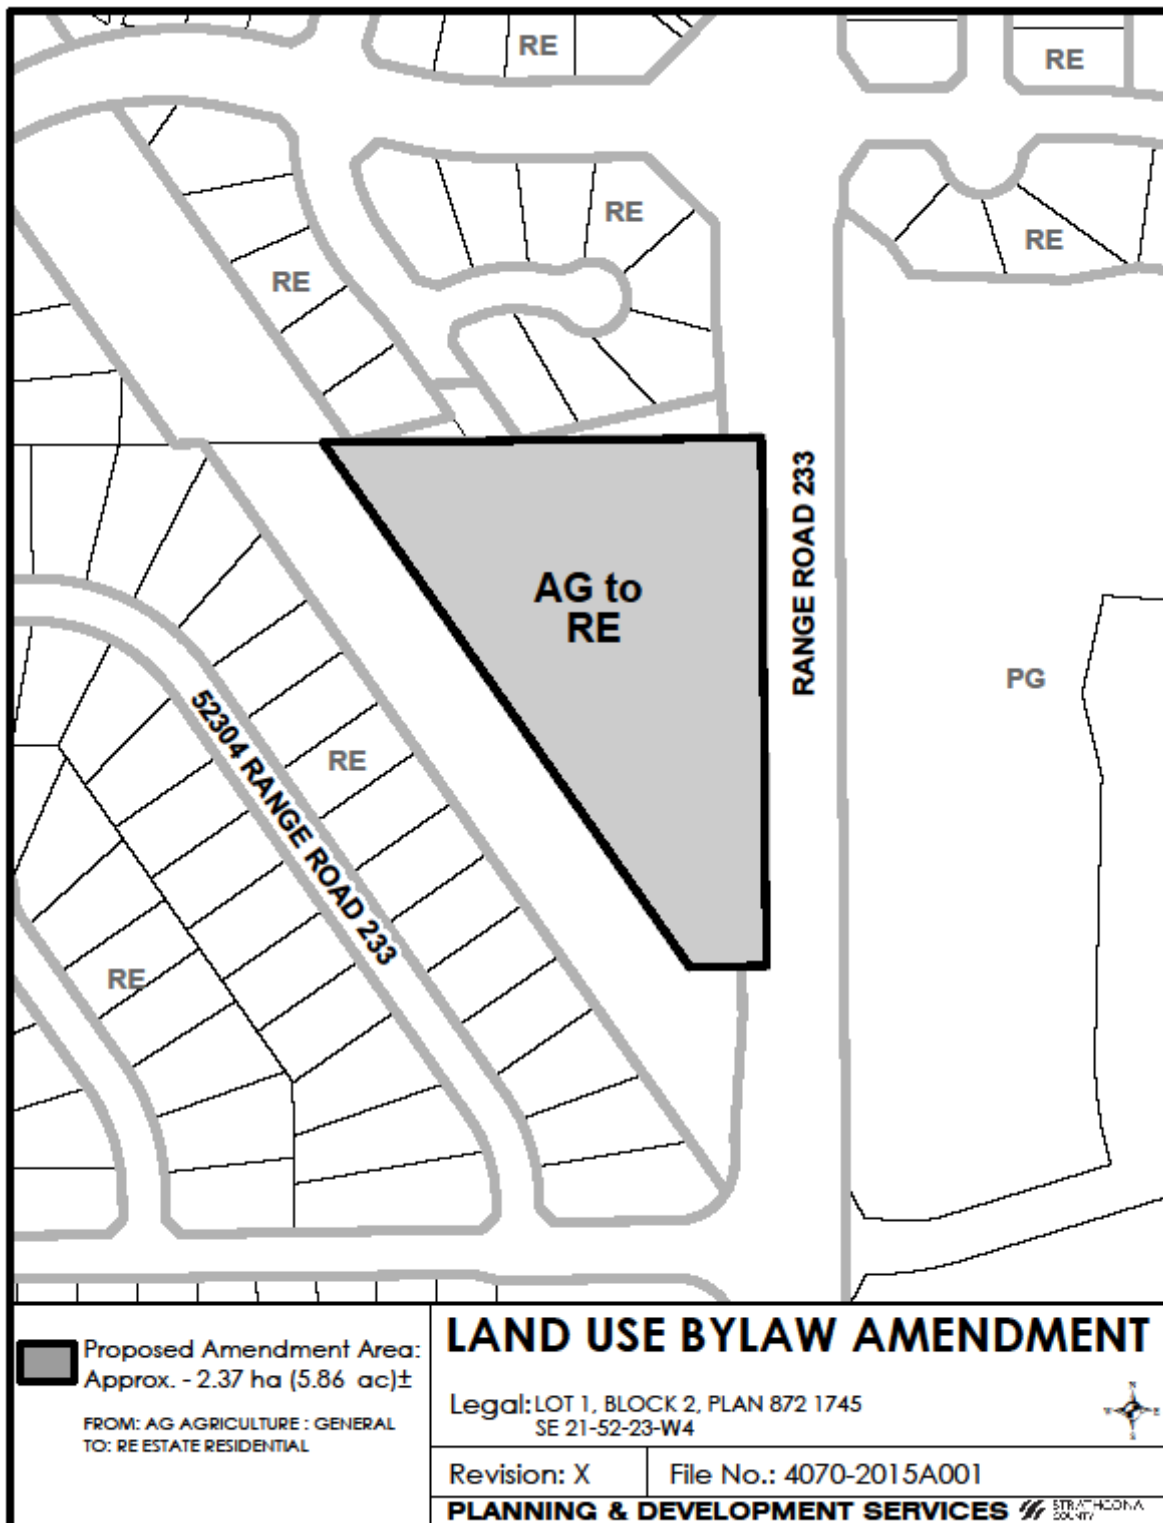 RE
RE
RE
RE
RE
AG to
RE
RANGE ROAD 233
PG
52304 RANGE ROAD 233
RE
RE
Proposed Amendment Area:
Approx. - 2.37 ha (5.86 ac)±
FROM: AG AGRICULTURE : GENERAL
TO: RE ESTATE RESIDENTIAL
LAND USE BYLAW AMENDMENT
Legal: LOT 1, BLOCK 2, PLAN 872 1745
SE 21-52-23-W4
N
W E
S
Revision: X
File No.: 4070-2015A001
PLANNING & DEVELOPMENT SERVICES
STRATHCONA
COUNTY